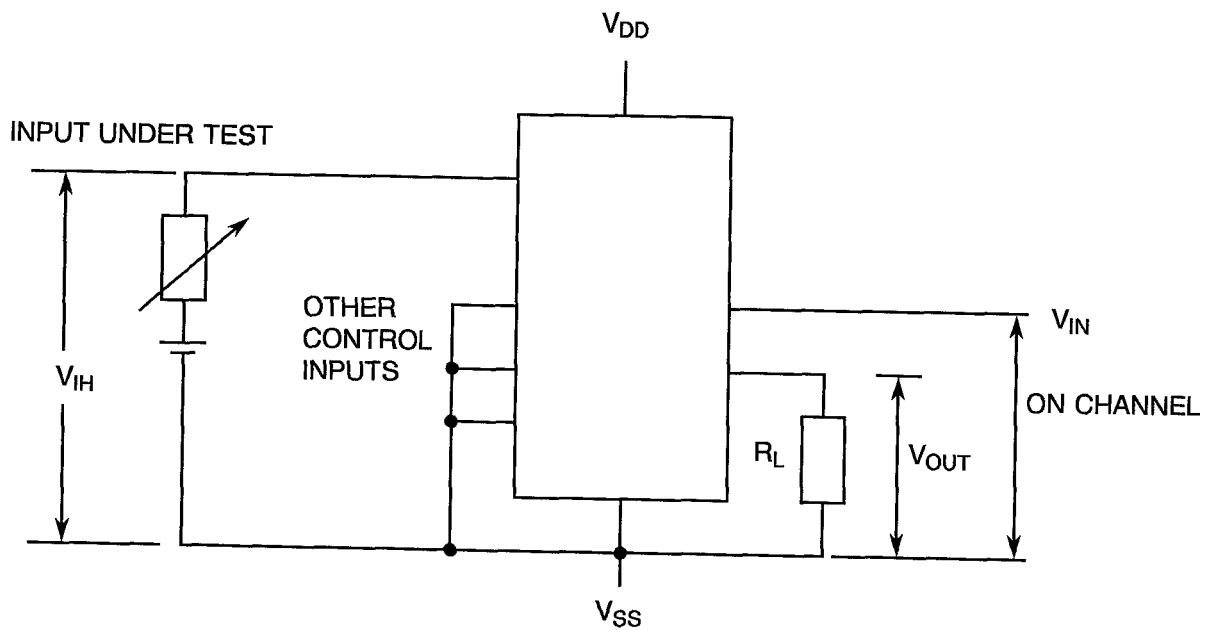 VDD
INPUT UNDER TEST
OTHER
CONTROL
INPUTS
VIN
VIH
ON CHANNEL
RL
VOUT
VSS